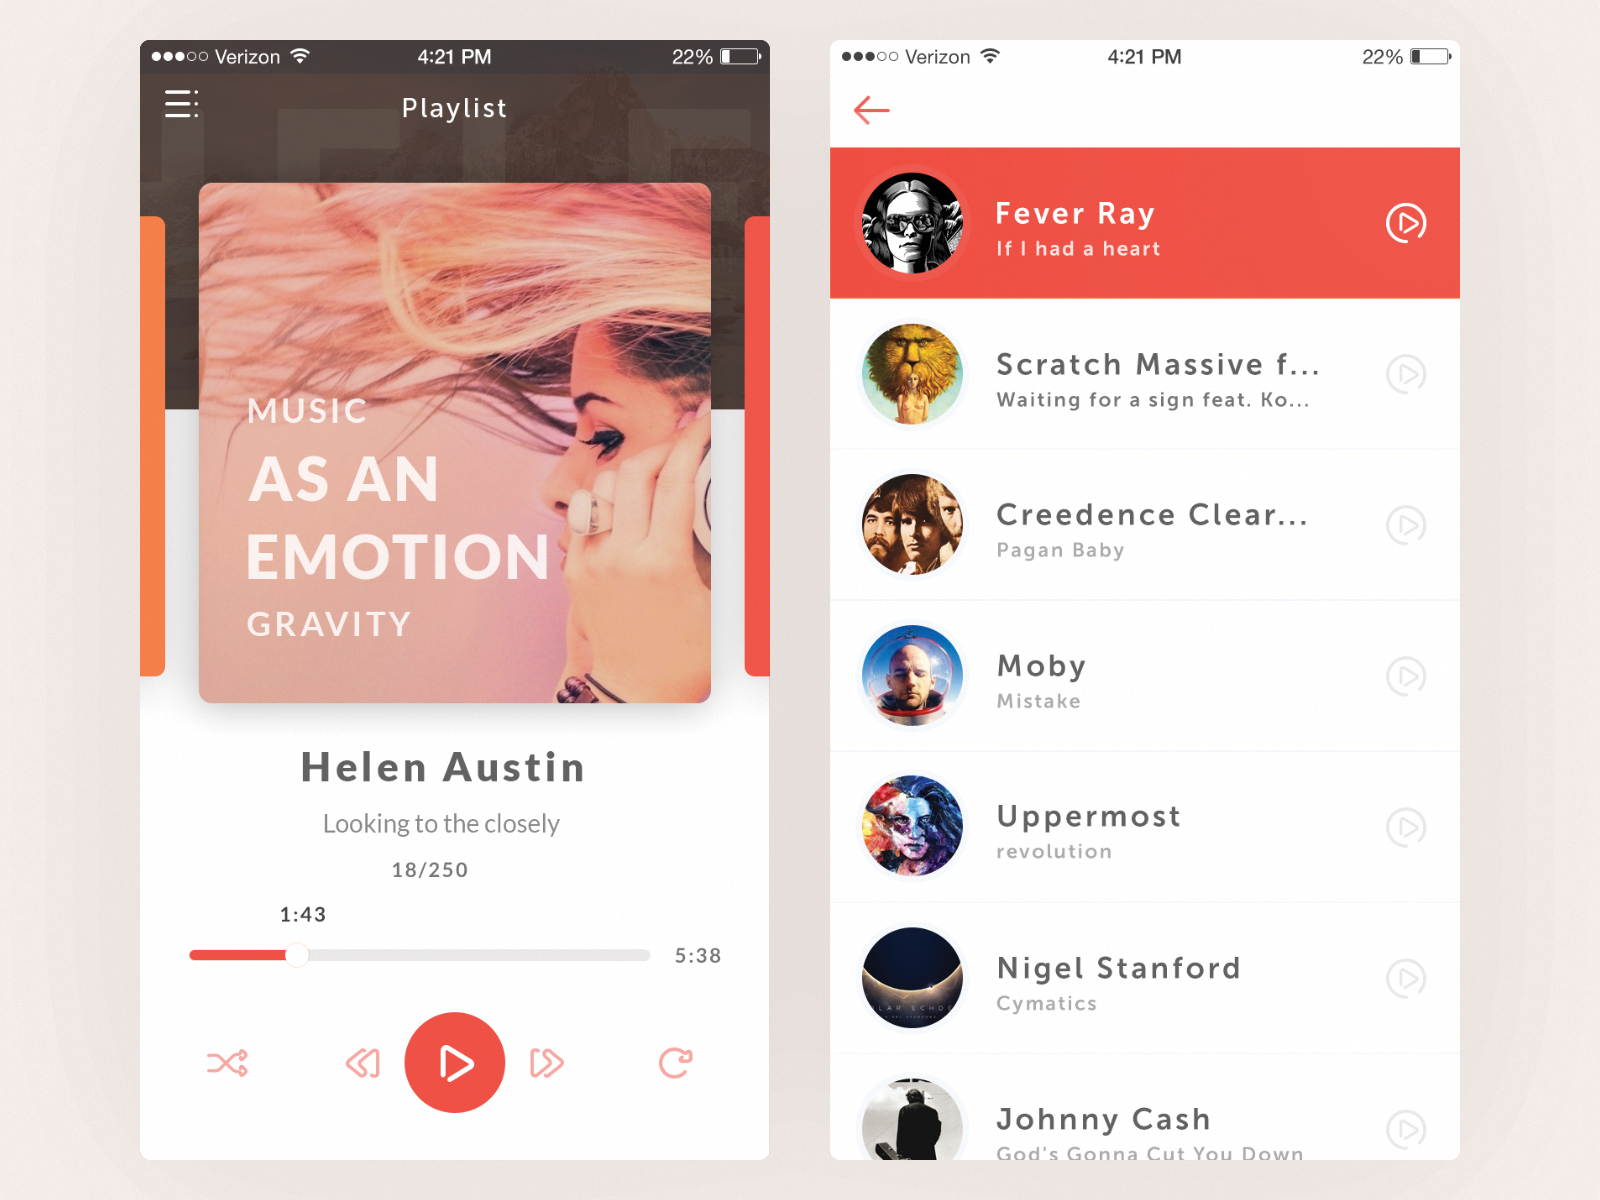 Verizon 4:21 PM 22%
Playlist
MUSIC
AS AN
EMOTION
GRAVITY
Helen Austin
Looking to the closely
18/250
1:43
5:38
Verizon 4:21 PM 22%
Fever Ray
If I had a heart
Scratch Massive f...
Waiting for a sign feat. Ko...
Creedence Clear...
Pagan Baby
Moby
Mistake
Uppermost
revolution
Nigel Stanford
Cymatics
Johnny Cash
God's Gonna Cut You Down